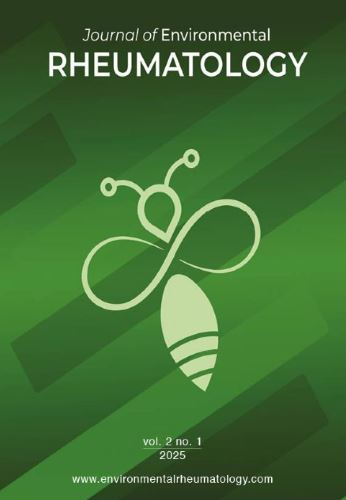 Journal of Environmental
RHEUMATOLOGY
vol. 2 no. 1
2025
www.environmentalrheumatology.com